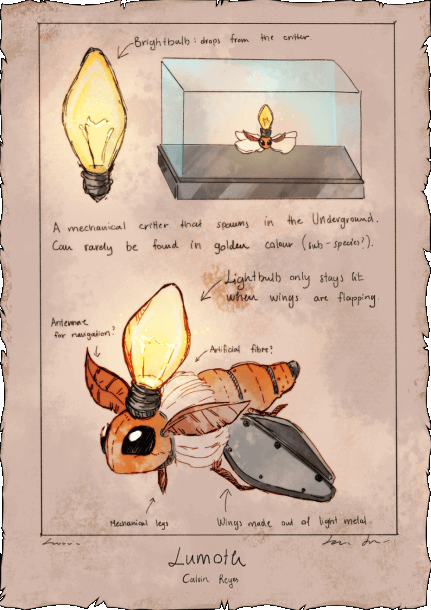 Brightbulb: drops from the critter.
A mechanical critter that spawns in the Underground.
Can rarely be found in golden colour (sub-species?).
Lightbulb only stays lit
when wings are flapping.
Antennae
for navigation?
Artificial fibre?
Mechanical legs
Wings made out of light metal.
Lumoth
Calvin Reyes